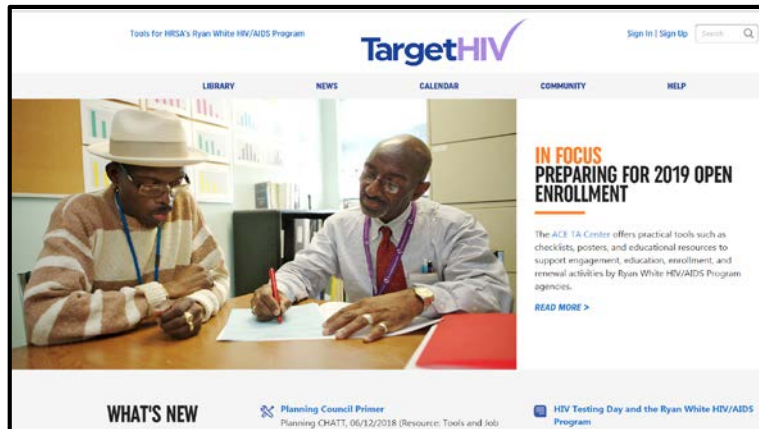 Tools for HRSA's Ryan White HIV/AIDS Program
TargetHIV
Sign In | Sign Up
Search
LIBRARY
NEWS
CALENDAR
COMMUNITY
HELP
IN FOCUS
PREPARING FOR 2019 OPEN
ENROLLMENT
The ACE TA Center offers practical tools such as
checklists, posters, and educational resources to
support engagement, education, enrollment, and
renewal activities by Ryan White HIV/AIDS Program
agencies.
READ MORE >
WHAT'S NEW
Planning Council Primer
Planning CHATT, 06/12/2018 (Resource: Tools and Job
HIV Testing Day and the Ryan White HIV/AIDS
Program